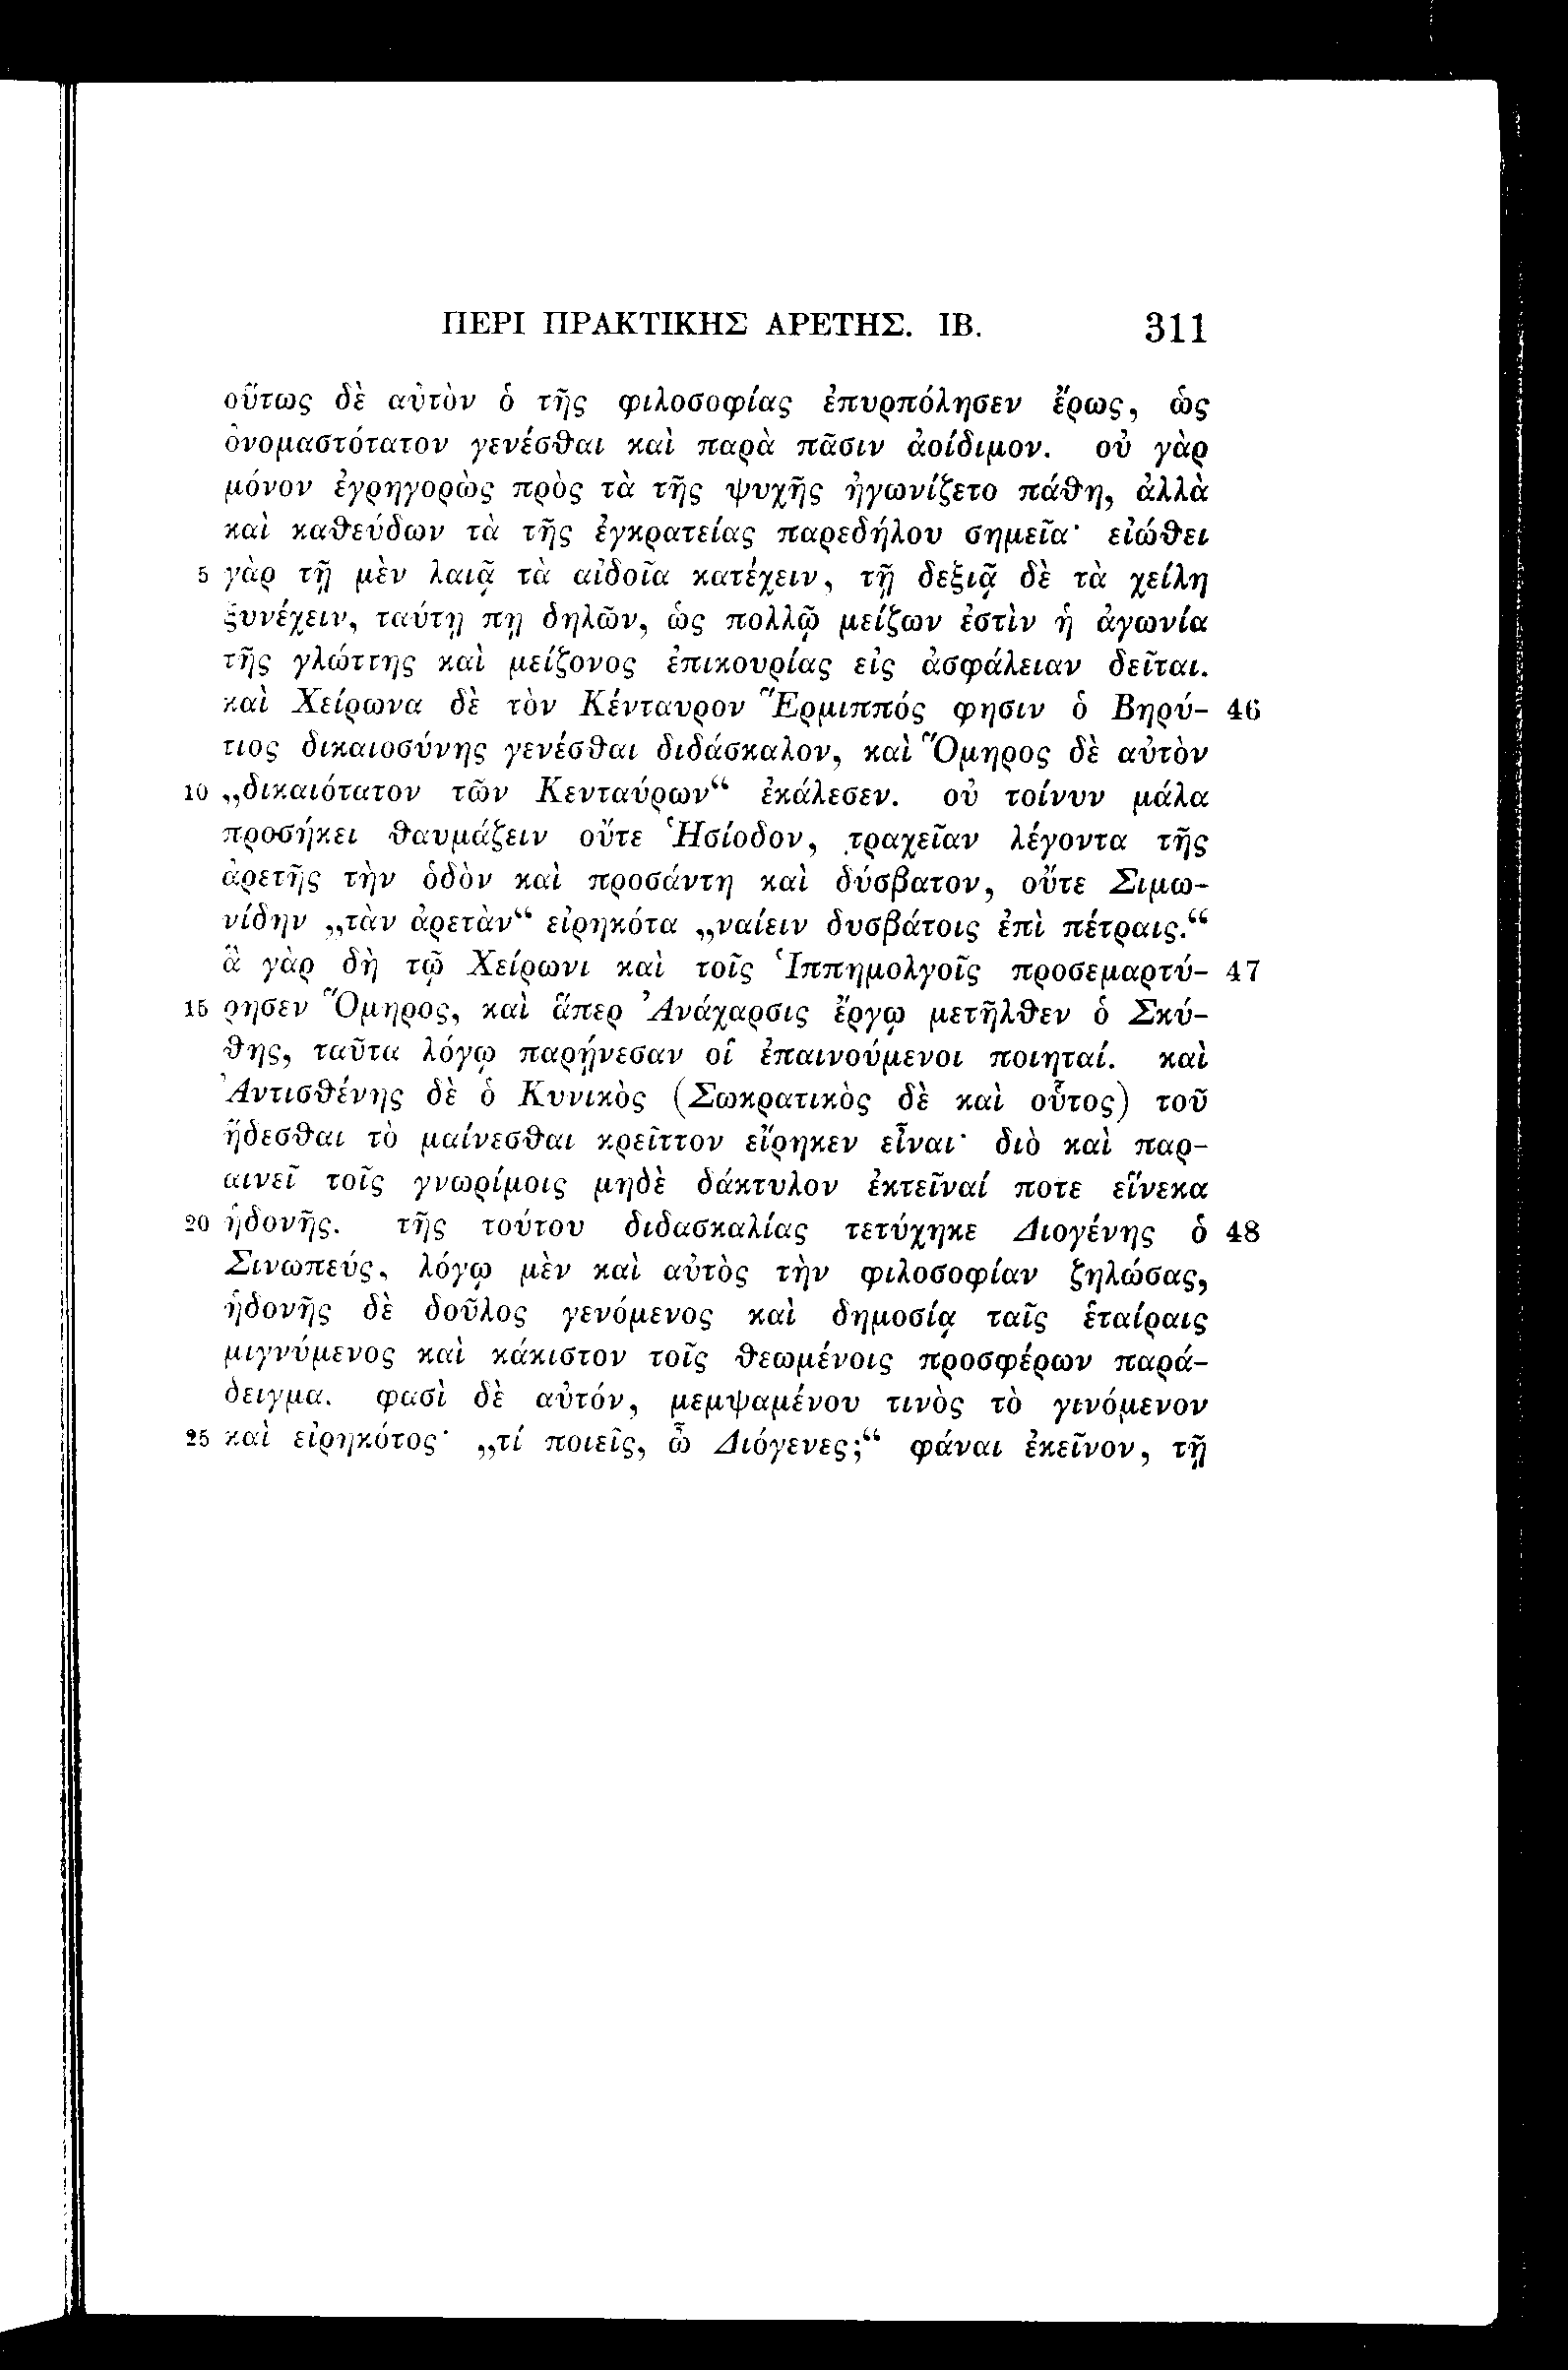 ΠΕΡΙ ΠΡΑΚΤΙΚΗΣ ΑΡΕΤΗΣ. ΙΒ. 311
οὕτως δὲ αὐτὸν ὁ τῆς φιλοσοφίας ἐπυρπόλησεν ἔρως, ὡς
ὀνομαστότατον γενέσθαι καὶ παρὰ πᾶσιν ἀοίδιμον. οὐ γὰρ
μόνον ἐγρηγορὼς πρὸς τὰ τῆς ψυχῆς ἠγωνίζετο πάθη, ἀλλὰ
καὶ καθεύδων τὰ τῆς ἐγκρατείας παρεδήλου σημεῖα· εἰώθει
5 γὰρ τῇ μὲν λαιᾷ τὰ αἰδοῖα κατέχειν, τῇ δεξιᾷ δὲ τὰ χείλη
ξυνέχειν, ταύτῃ πῃ δηλῶν, ὡς πολλῷ μείζων ἐστὶν ἡ ἀγωνία
τῆς γλώττης καὶ μείζονος ἐπικουρίας εἰς ἀσφάλειαν δεῖται.
καὶ Χείρωνα δὲ τὸν Κένταυρον Ἕρμιππός φησιν ὁ Βηρύ- 46
τιος δικαιοσύνης γενέσθαι διδάσκαλον, καὶ Ὅμηρος δὲ αὐτὸν
10 „δικαιότατον τῶν Κενταύρων“ ἐκάλεσεν. οὐ τοίνυν μάλα
προσήκει θαυμάζειν οὔτε Ἡσίοδον, τραχεῖαν λέγοντα τῆς
ἀρετῆς τὴν ὁδὸν καὶ προσάντη καὶ δύσβατον, οὔτε Σιμω-
νίδην „τὰν ἀρετὰν“ εἰρηκότα „ναίειν δυσβάτοις ἐπὶ πέτραις.“
ἃ γὰρ δὴ τῷ Χείρωνι καὶ τοῖς Ἱππημολγοῖς προσεμαρτύ- 47
15 ρησεν Ὅμηρος, καὶ ἅπερ Ἀνάχαρσις ἔργῳ μετῆλθεν ὁ Σκύ-
θης, ταῦτα λόγῳ παρῄνεσαν οἱ ἐπαινούμενοι ποιηταί. καὶ
Ἀντισθένης δὲ ὁ Κυνικὸς (Σωκρατικὸς δὲ καὶ οὗτος) τοῦ
ἥδεσθαι τὸ μαίνεσθαι κρεῖττον εἴρηκεν εἶναι· διὸ καὶ παρ-
αινεῖ τοῖς γνωρίμοις μηδὲ δάκτυλον ἐκτεῖναί ποτε εἵνεκα
20 ἡδονῆς. τῆς τούτου διδασκαλίας τετύχηκε Διογένης ὁ 48
Σινωπεύς, λόγῳ μὲν καὶ αὐτὸς τὴν φιλοσοφίαν ζηλώσας,
ἡδονῆς δὲ δοῦλος γενόμενος καὶ δημοσίᾳ ταῖς ἑταίραις
μιγνύμενος καὶ κάκιστον τοῖς θεωμένοις προσφέρων παρά-
δειγμα. φασὶ δὲ αὐτόν, μεμψαμένου τινὸς τὸ γινόμενον
25 καὶ εἰρηκότος· „τί ποιεῖς, ὦ Διόγενες;“ φάναι ἐκεῖνον, τῇ